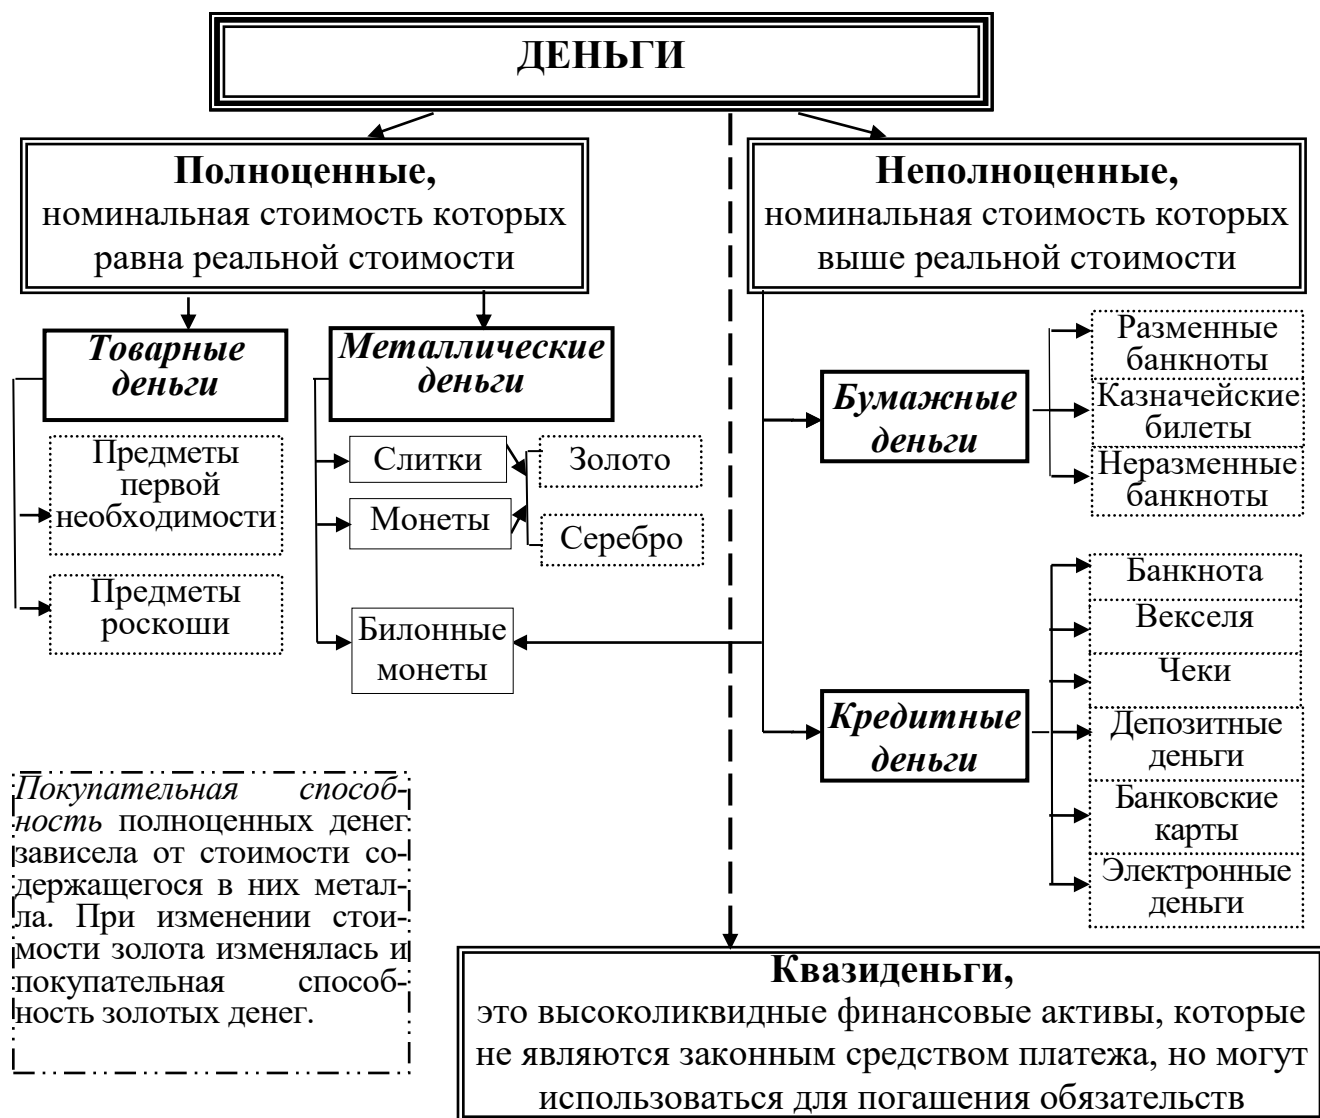 ДЕНЬГИ
Полноценные,
номинальная стоимость которых
равна реальной стоимости
Неполноценные,
номинальная стоимость которых
выше реальной стоимости
Товарные
деньги
Металлические
деньги
Предметы
первой
необходимости
Предметы
роскоши
Слитки
Монеты
Золото
Серебро
Билонные
монеты
Бумажные
деньги
Разменные
банкноты
Казначейские
билеты
Неразменные
банкноты
Кредитные
деньги
Банкнота
Векселя
Чеки
Депозитные
деньги
Банковские
карты
Электронные
деньги
Покупательная способ-
ность полноценных денег
зависела от стоимости со-
держащегося в них метал-
ла. При изменении стои-
мости золота изменялась и
покупательная способ-
ность золотых денег.
Квазиденьги,
это высоколиквидные финансовые активы, которые
не являются законным средством платежа, но могут
использоваться для погашения обязательств